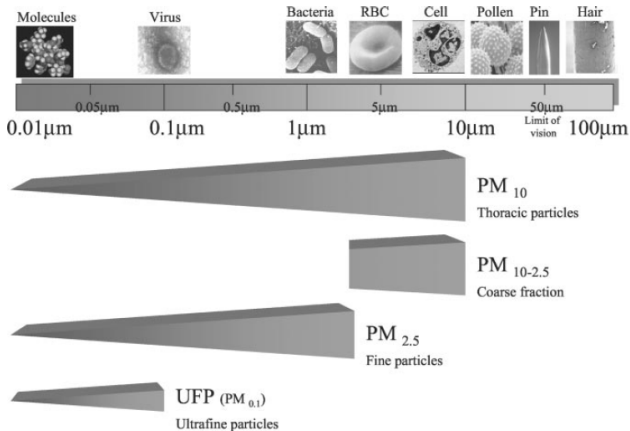 Molecules Virus Bacteria RBC Cell Pollen Pin Hair
0.05µm 0.5µm 5µm 50µm
0.01µm 0.1µm 1µm 10µm Limit of vision 100µm
PM 10
Thoracic particles
PM 10-2.5
Coarse fraction
PM 2.5
Fine particles
UFP (PM 0.1)
Ultrafine particles